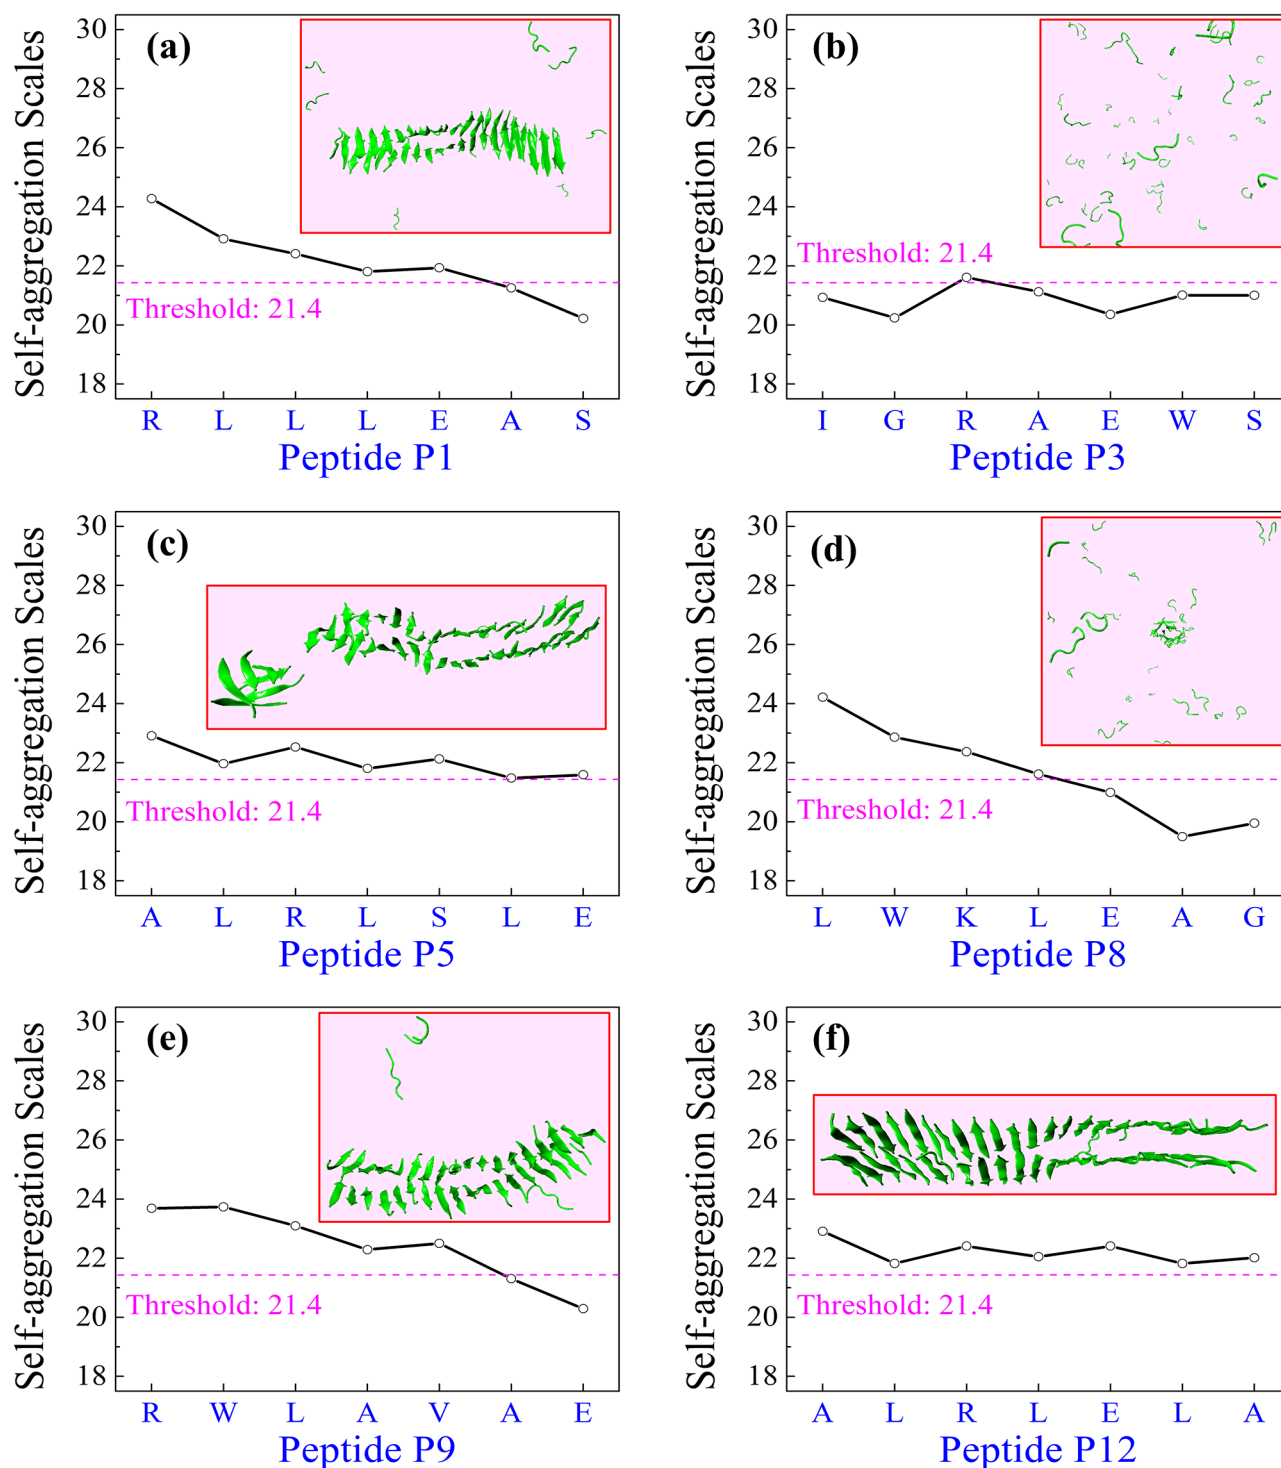 (a)
Self-aggregation Scales
30
28
26
24
22
20
18
Threshold: 21.4
R L L L E A S
Peptide P1
(b)
Self-aggregation Scales
30
28
26
24
22
20
18
Threshold: 21.4
I G R A E W S
Peptide P3
(c)
Self-aggregation Scales
30
28
26
24
22
20
18
Threshold: 21.4
A L R L S L E
Peptide P5
(d)
Self-aggregation Scales
30
28
26
24
22
20
18
Threshold: 21.4
L W K L E A G
Peptide P8
(e)
Self-aggregation Scales
30
28
26
24
22
20
18
Threshold: 21.4
R W L A V A E
Peptide P9
(f)
Self-aggregation Scales
30
28
26
24
22
20
18
Threshold: 21.4
A L R L E L A
Peptide P12